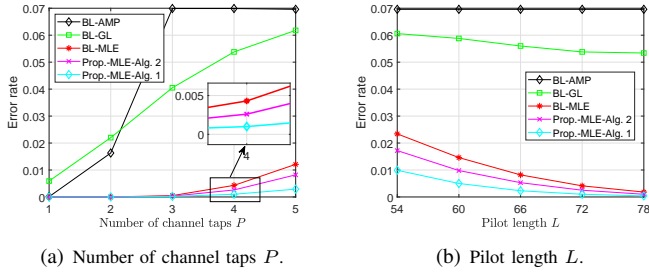 0.07
0.06
0.05
0.04
0.03
0.02
0.01
0
Error rate
BL-AMP
BL-GL
BL-MLE
Prop.-MLE-Alg. 2
Prop.-MLE-Alg. 1
0.005
0
4
1 2 3 4 5
Number of channel taps P
(a) Number of channel taps P.
0.07
0.06
0.05
0.04
0.03
0.02
0.01
0
Error rate
BL-AMP
BL-GL
BL-MLE
Prop.-MLE-Alg. 2
Prop.-MLE-Alg. 1
54 60 66 72 78
Pilot length L
(b) Pilot length L.